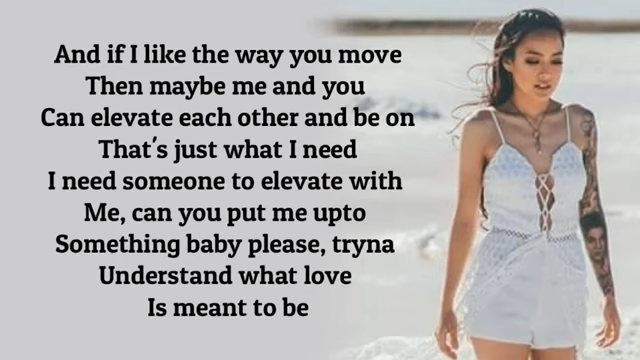 And if I like the way you move
Then maybe me and you
Can elevate each other and be on
That's just what I need
I need someone to elevate with
Me, can you put me upto
Something baby please, tryna
Understand what love
Is meant to be